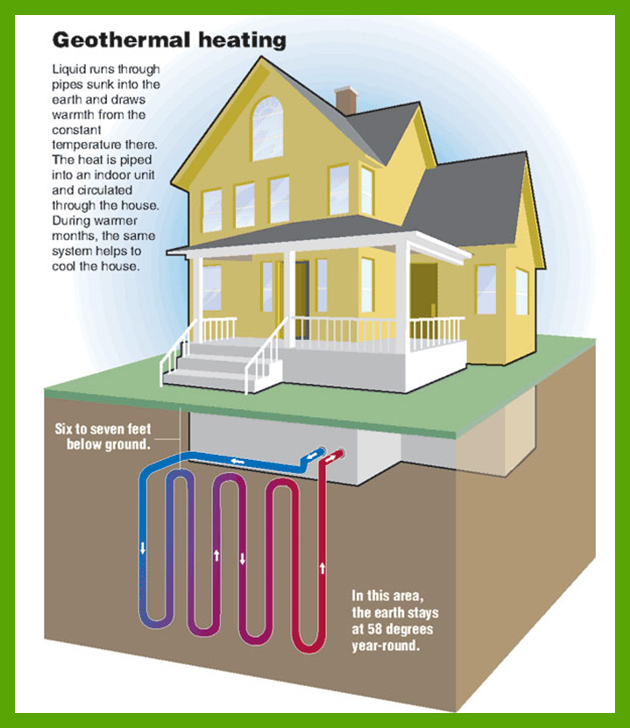 Geothermal heating
Liquid runs through
pipes sunk into the
earth and draws
warmth from the
constant
temperature there.
The heat is piped
into an indoor unit
and circulated
through the house.
During warmer
months, the same
system helps to
cool the house.
Six to seven feet
below ground.
In this area,
the earth stays
at 58 degrees
year-round.